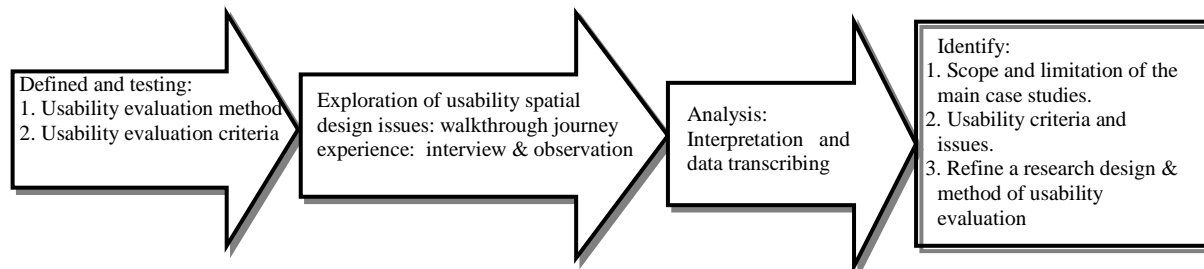 Defined and testing:
1. Usability evaluation method
2. Usability evaluation criteria
Exploration of usability spatial
design issues: walkthrough journey
experience: interview & observation
Analysis:
Interpretation and
data transcribing
Identify:
1. Scope and limitation of the
main case studies.
2. Usability criteria and
issues.
3. Refine a research design &
method of usability
evaluation